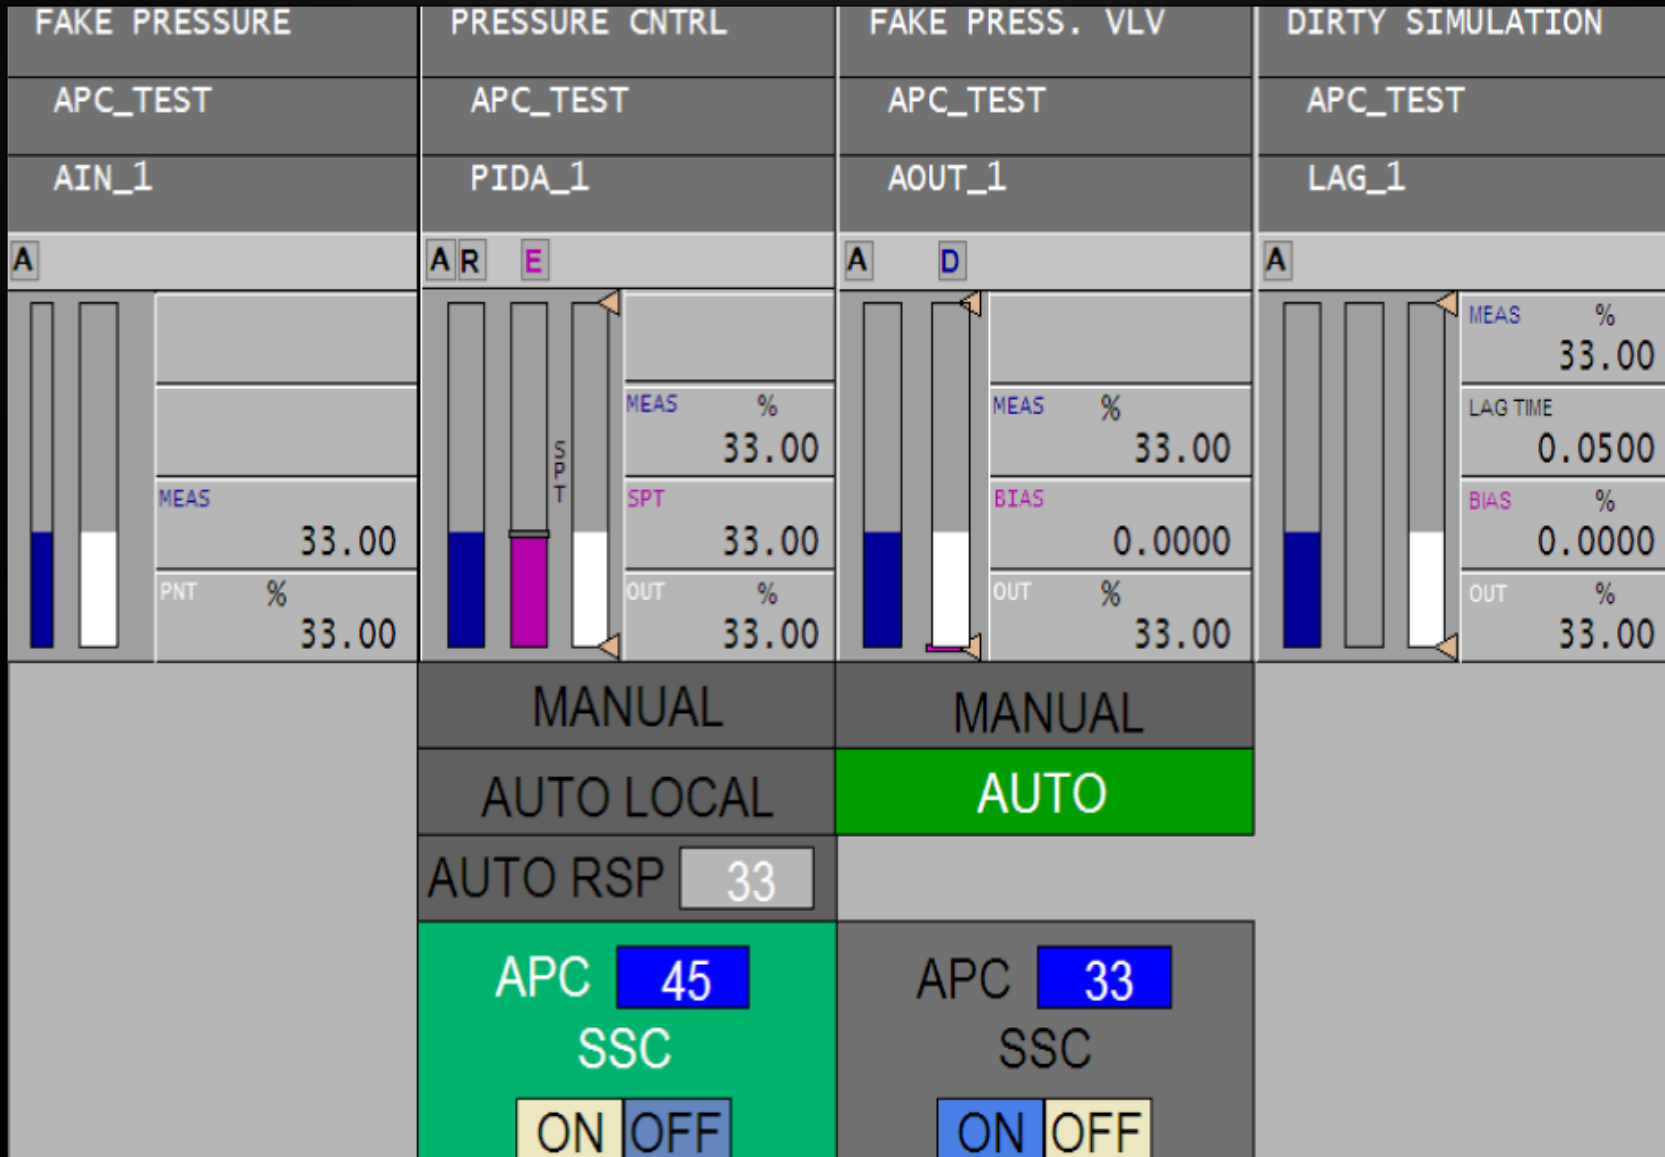 FAKE PRESSURE
APC_TEST
AIN_1
A
MEAS
33.00
PNT %
33.00
PRESSURE CNTRL
APC_TEST
PIDA_1
A R E
SPT
MEAS %
33.00
SPT
33.00
OUT %
33.00
MANUAL
AUTO LOCAL
AUTO RSP 33
APC 45
SSC
ON OFF
FAKE PRESS. VLV
APC_TEST
AOUT_1
A D
MEAS %
33.00
BIAS
0.0000
OUT %
33.00
MANUAL
AUTO
APC 33
SSC
ON OFF
DIRTY SIMULATION
APC_TEST
LAG_1
A
MEAS %
33.00
LAG TIME
0.0500
BIAS %
0.0000
OUT %
33.00